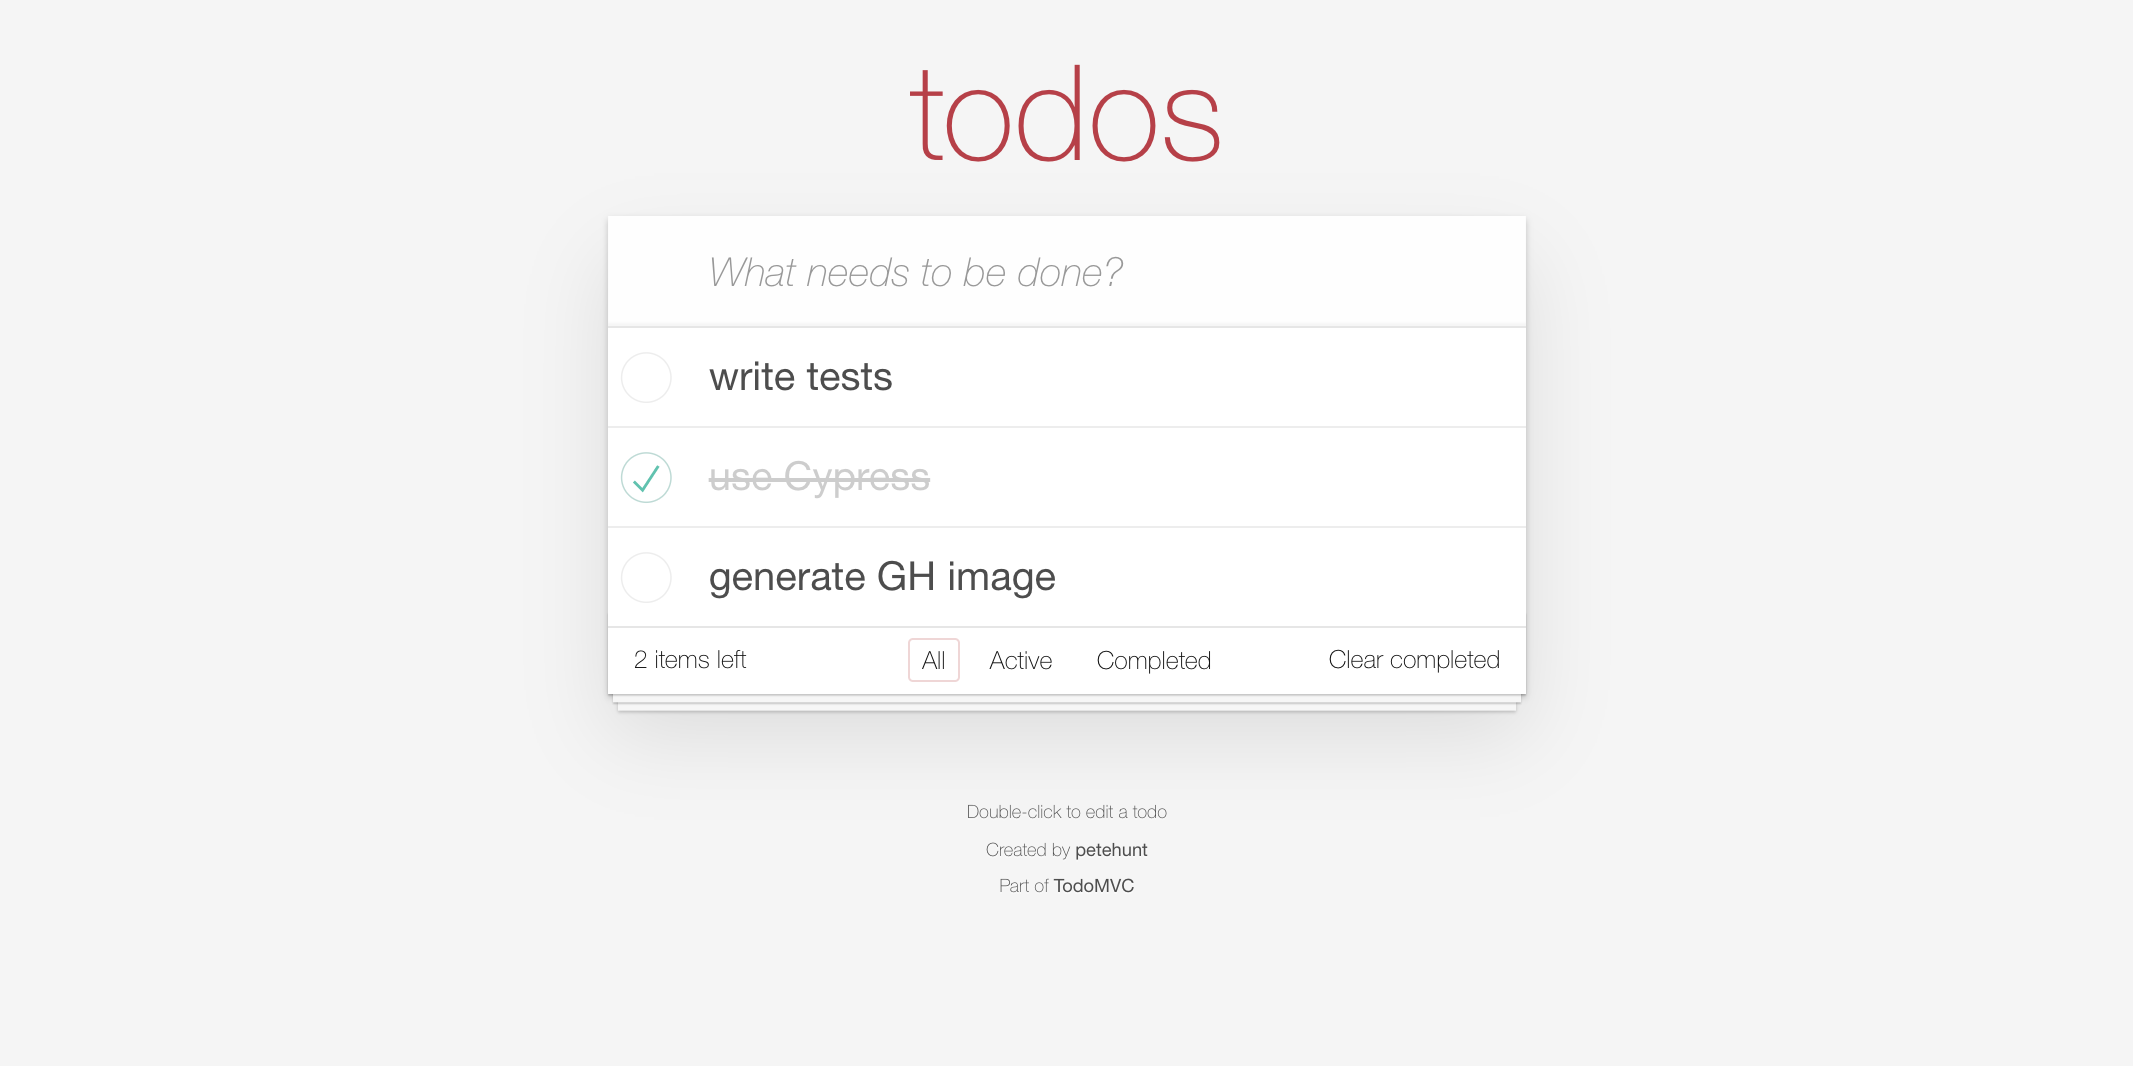 todos
What needs to be done?
write tests
use Cypress
generate GH image
2 items left All Active Completed Clear completed
Double-click to edit a todo
Created by petehunt
Part of TodoMVC